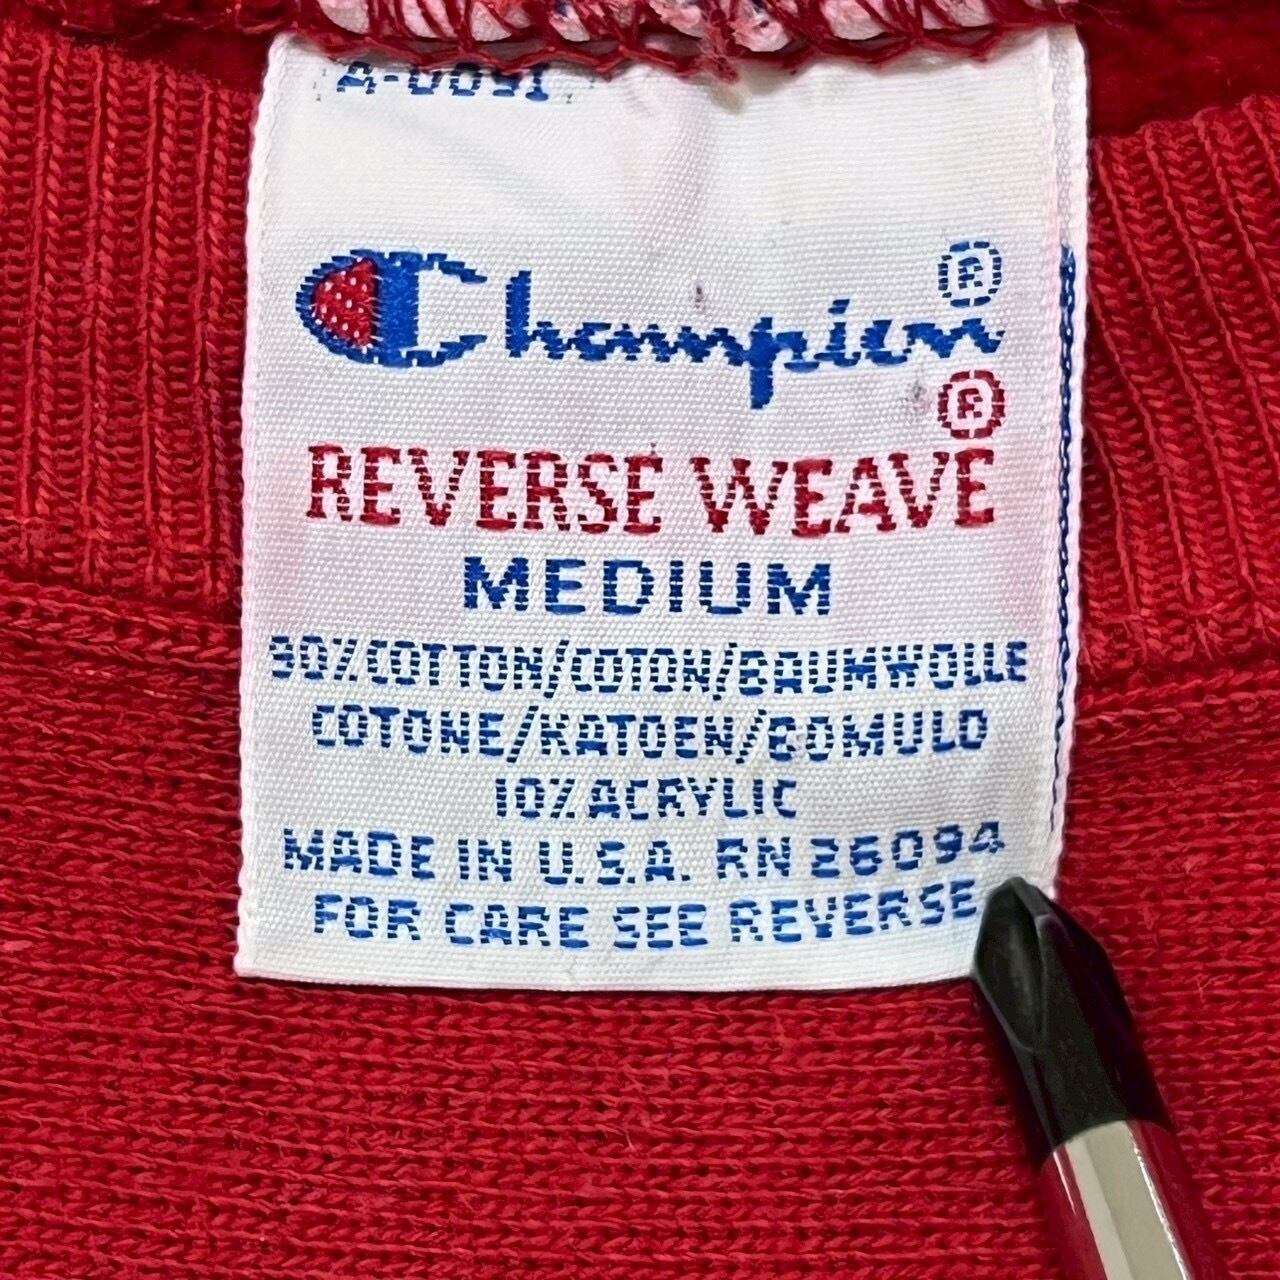 A-0091
Champion®
REVERSE WEAVE®
MEDIUM
90% COTTON/COTON/BAUMWOLLE
COTONE/KATOEN/BOMULD
10% ACRYLIC
MADE IN U.S.A. RN 26094
FOR CARE SEE REVERSE